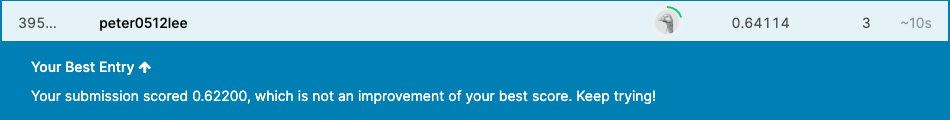 395... peter0512lee 0.64114 3 ~10s
Your Best Entry ↑
Your submission scored 0.62200, which is not an improvement of your best score. Keep trying!